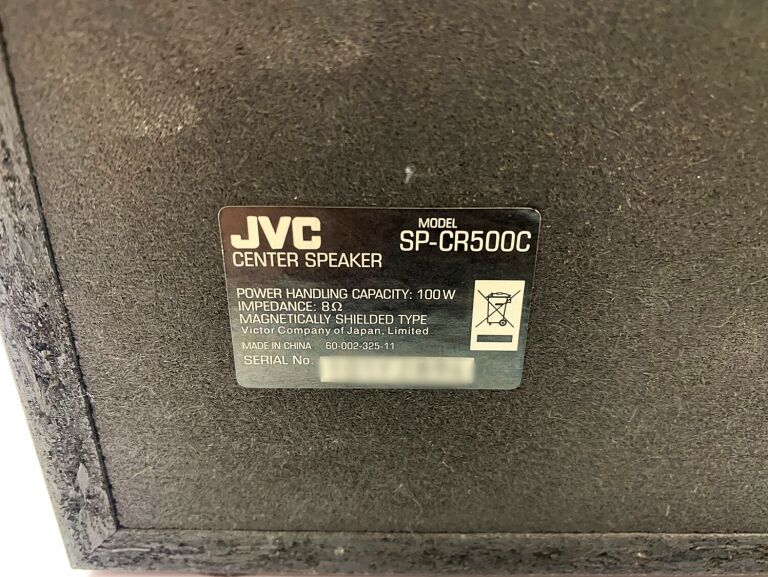 JVC
MODEL
SP-CR500C
CENTER SPEAKER
POWER HANDLING CAPACITY: 100W
IMPEDANCE: 8Ω
MAGNETICALLY SHIELDED TYPE
Victor Company of Japan, Limited
MADE IN CHINA 60-002-325-11
SERIAL No.